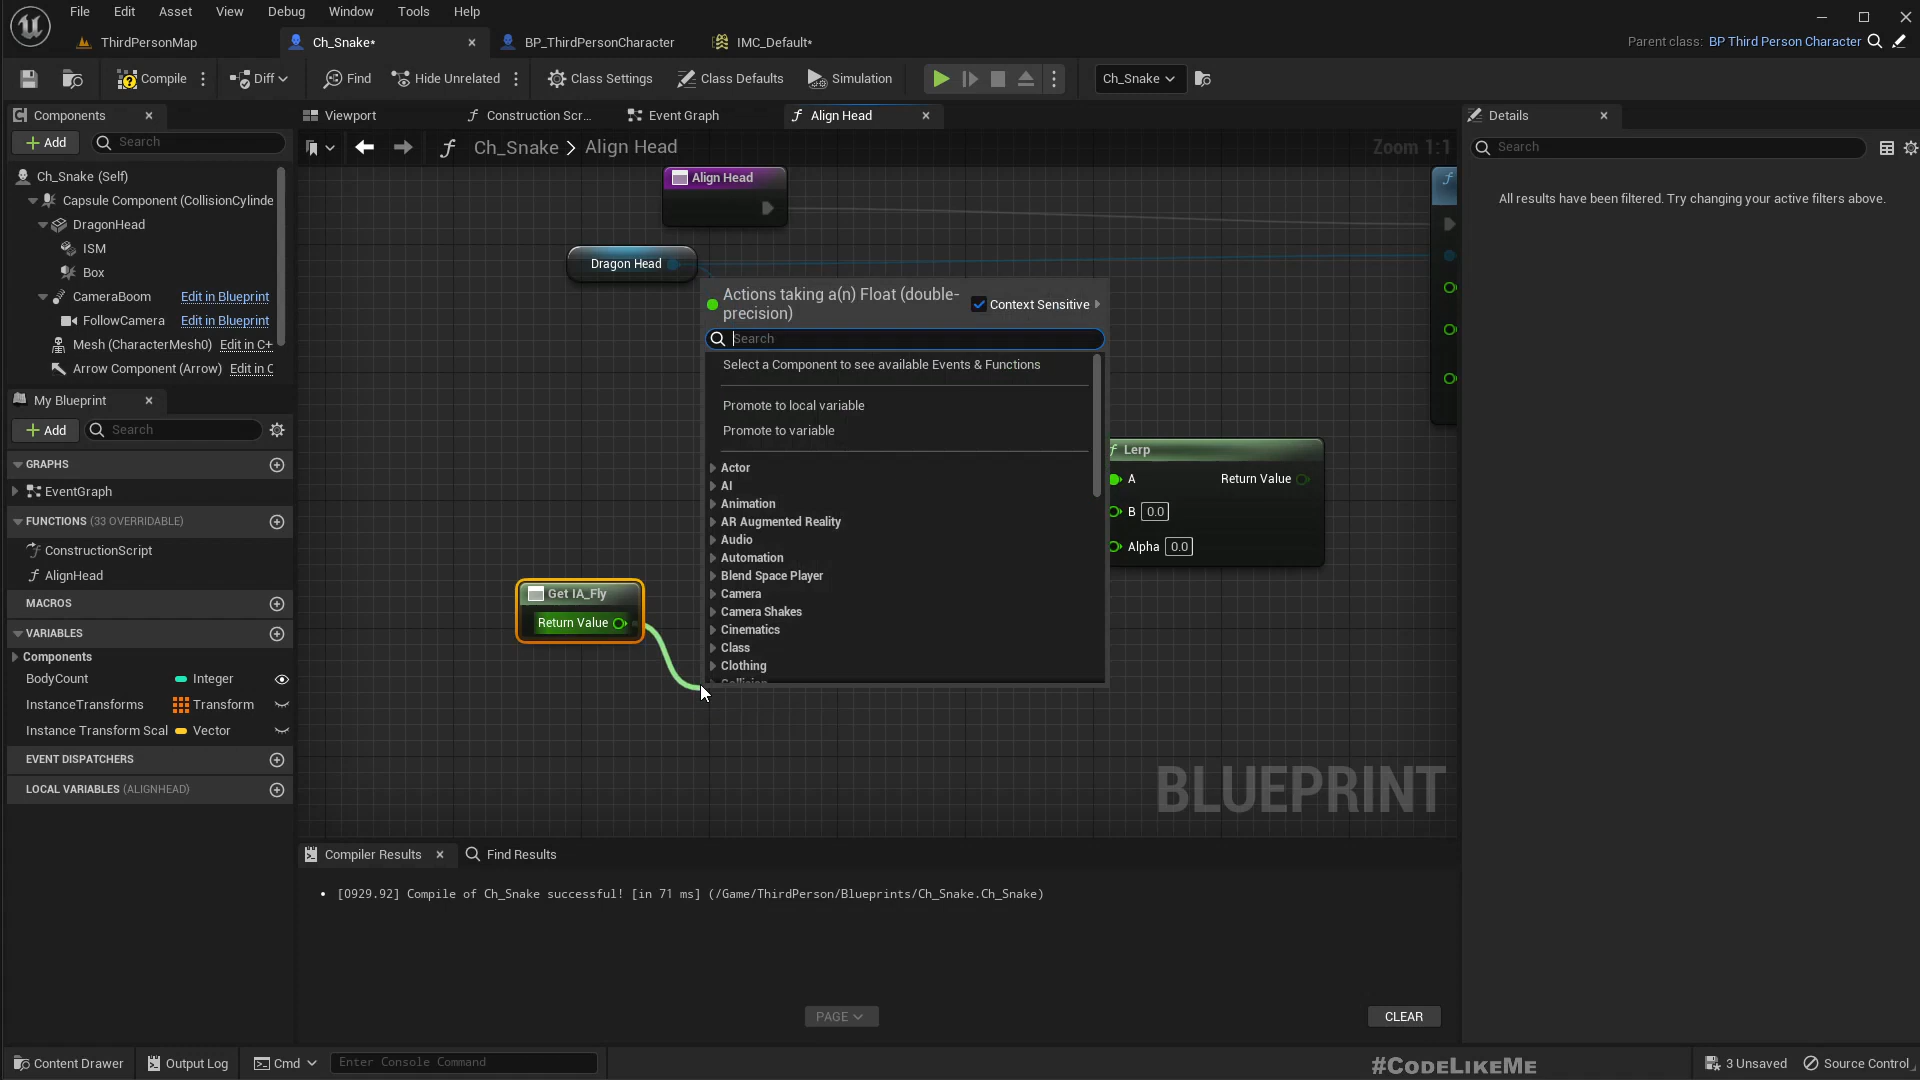 File Edit Asset View Debug Window Tools Help
ThirdPersonMap Ch_Snake* BP_ThirdPersonCharacter IMC_Default* Parent class: BP Third Person Character
Compile Diff Find Hide Unrelated Class Settings Class Defaults Simulation Ch_Snake
Components Viewport Construction Scr... Event Graph Align Head Details
Add Search Ch_Snake > Align Head Zoom 1:1 Search
All results have been filtered. Try changing your active filters above.
Ch_Snake (Self)
Capsule Component (CollisionCylinde
DragonHead
ISM
Box
CameraBoom Edit in Blueprint
FollowCamera Edit in Blueprint
Mesh (CharacterMesh0) Edit in C+
Arrow Component (Arrow) Edit in C
My Blueprint
Add Search
GRAPHS
EventGraph
FUNCTIONS (33 OVERRIDABLE)
ConstructionScript
AlignHead
MACROS
VARIABLES
Components
BodyCount Integer
InstanceTransforms Transform
Instance Transform Scal Vector
EVENT DISPATCHERS
LOCAL VARIABLES (ALIGNHEAD)
Align Head
Dragon Head
Actions taking a(n) Float (double-
precision)
Context Sensitive
Search
Select a Component to see available Events & Functions
Promote to local variable
Promote to variable
Actor
AI
Animation
AR Augmented Reality
Audio
Automation
Blend Space Player
Camera
Camera Shakes
Cinematics
Class
Clothing
Lerp
A Return Value
B 0.0
Alpha 0.0
Get IA_Fly
Return Value
BLUEPRINT
Compiler Results Find Results
[0929.92] Compile of Ch_Snake successful! [in 71 ms] (/Game/ThirdPerson/Blueprints/Ch_Snake.Ch_Snake)
PAGE CLEAR
Content Drawer Output Log Cmd Enter Console Command #CodeLikeMe 3 Unsaved Source Control